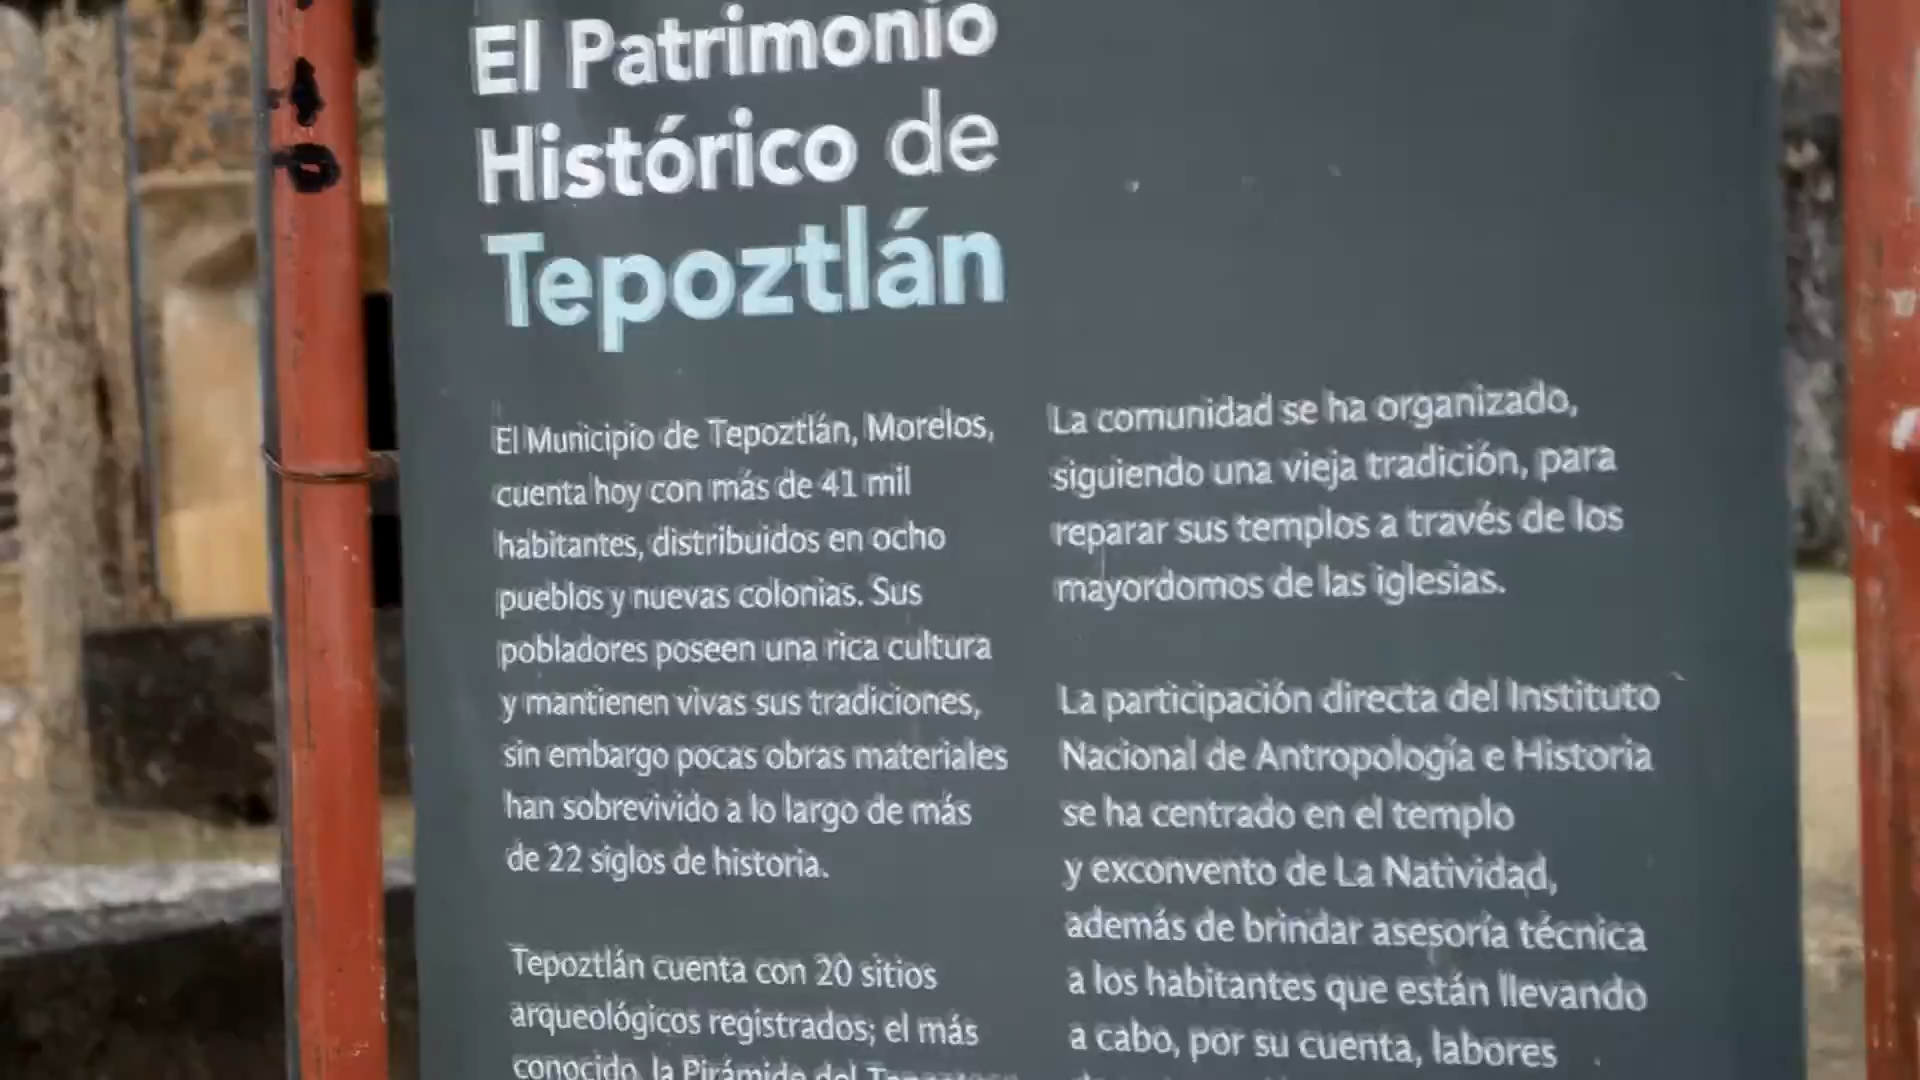 El Patrimonio
Histórico de
Tepoztlán
El Municipio de Tepoztlán, Morelos,
cuenta hoy con más de 41 mil
habitantes, distribuidos en ocho
pueblos y nuevas colonias. Sus
pobladores poseen una rica cultura
y mantienen vivas sus tradiciones,
sin embargo pocas obras materiales
han sobrevivido a lo largo de más
de 22 siglos de historia.
Tepoztlán cuenta con 20 sitios
arqueológicos registrados; el más
conocido, la Pirámide del
La comunidad se ha organizado,
siguiendo una vieja tradición, para
reparar sus templos a través de los
mayordomos de las iglesias.
La participación directa del Instituto
Nacional de Antropología e Historia
se ha centrado en el templo
y exconvento de La Natividad,
además de brindar asesoría técnica
a los habitantes que están llevando
a cabo, por su cuenta, labores